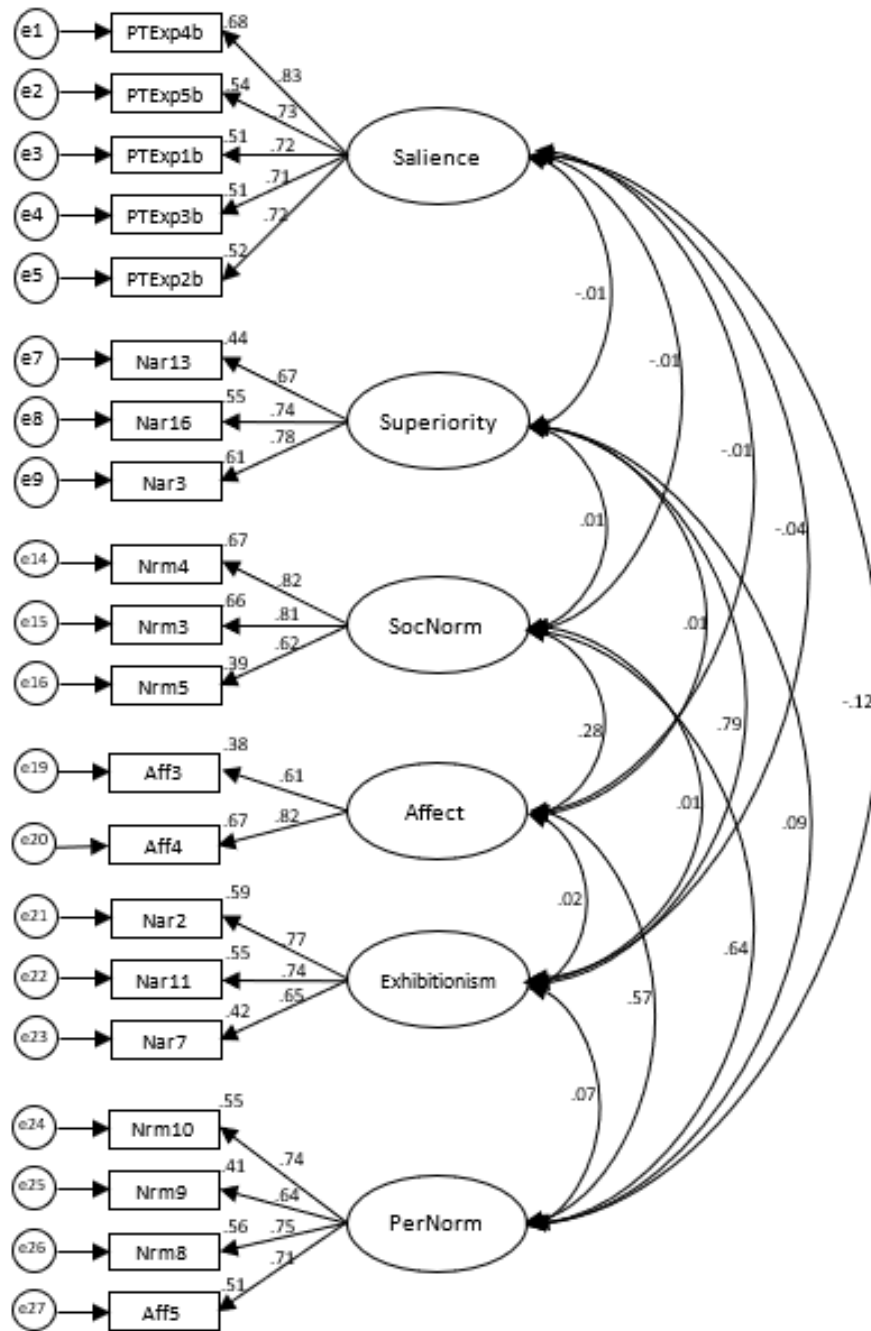 e1 PTExp4b .68
.83
e2 PTExp5b .54
.73
Salience
e3 PTExp1b .51
.72
e4 PTExp3b .51
.71
e5 PTExp2b .52
.72
-.01
-.01
-.01
-.04
-.12
e7 Nar13 .44
.67
e8 Nar16 .55
.74
Superiority
e9 Nar3 .61
.78
.01
.01
.79
.09
e14 Nrm4 .67
.82
e15 Nrm3 .66
.81
SocNorm
e16 Nrm5 .39
.62
.28
.01
.64
e19 Aff3 .38
.61
Affect
e20 Aff4 .67
.82
.02
.57
e21 Nar2 .59
.77
e22 Nar11 .55
.74
Exhibitionism
e23 Nar7 .42
.65
.07
e24 Nrm10 .55
.74
e25 Nrm9 .41
.64
PerNorm
e26 Nrm8 .56
.75
e27 Aff5 .51
.71